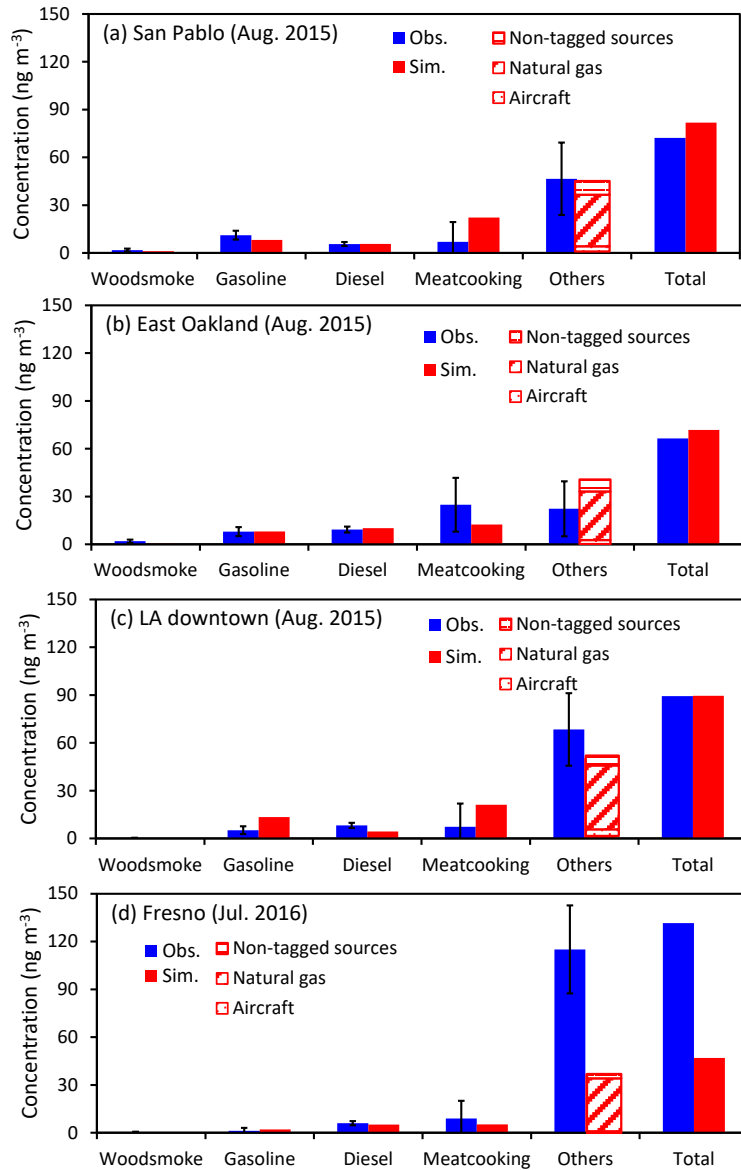 150
(a) San Pablo (Aug. 2015)
Obs.
Non-tagged sources
120
Sim.
Natural gas
Aircraft
90
60
30
0
Concentration (ng m-3)
Woodsmoke Gasoline Diesel Meatcooking Others Total
150
(b) East Oakland (Aug. 2015)
Obs.
Non-tagged sources
120
Sim.
Natural gas
Aircraft
90
60
30
0
Concentration (ng m-3)
Woodsmoke Gasoline Diesel Meatcooking Others Total
150
(c) LA downtown (Aug. 2015)
Obs.
Non-tagged sources
120
Sim.
Natural gas
Aircraft
90
60
30
0
Concentration (ng m-3)
Woodsmoke Gasoline Diesel Meatcooking Others Total
150
(d) Fresno (Jul. 2016)
Obs.
Non-tagged sources
120
Sim.
Natural gas
Aircraft
90
60
30
0
Concentration (ng m-3)
Woodsmoke Gasoline Diesel Meatcooking Others Total